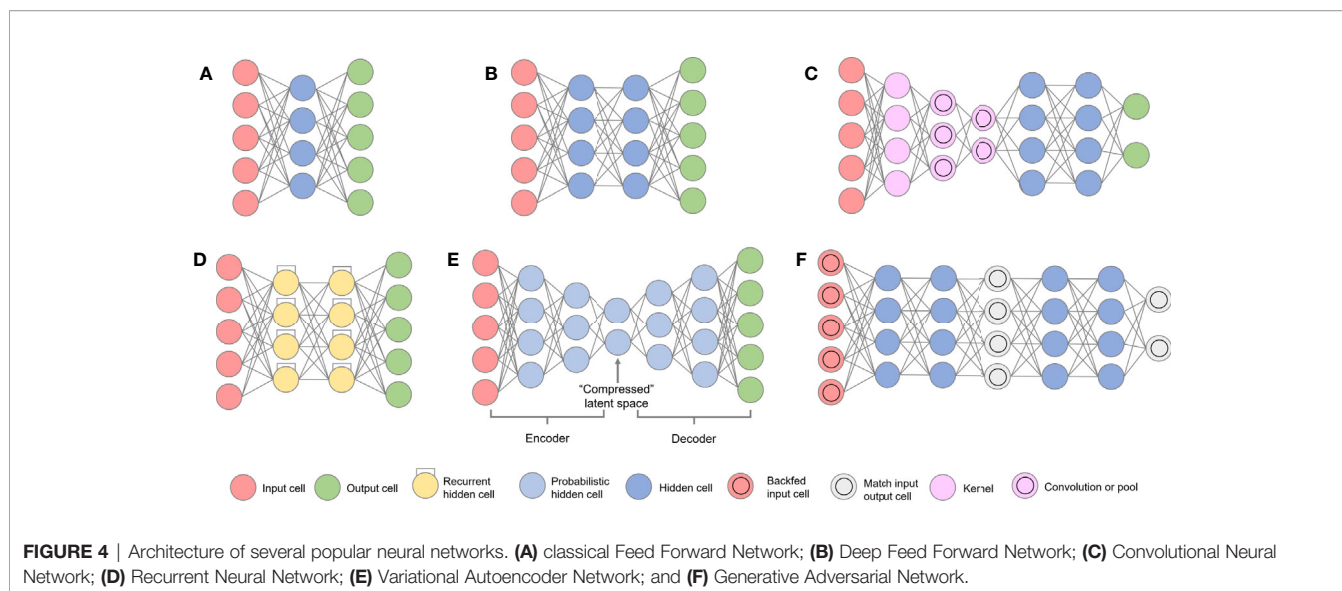 A
B
C
D
E
F
“Compressed”
latent space
Encoder
Decoder
Input cell
Output cell
Recurrent
hidden cell
Probabilistic
hidden cell
Hidden cell
Backfed
input cell
Match input
output cell
Kernel
Convolution or pool
FIGURE 4 | Architecture of several popular neural networks. (A) classical Feed Forward Network; (B) Deep Feed Forward Network; (C) Convolutional Neural
Network; (D) Recurrent Neural Network; (E) Variational Autoencoder Network; and (F) Generative Adversarial Network.